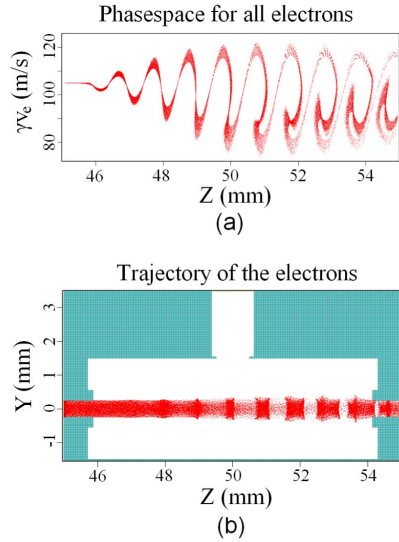 Phasespace for all electrons
γvₑ (m/s)
120
100
80
46 48 50 52 54
Z (mm)
(a)
Trajectory of the electrons
Y (mm)
3
2
1
0
-1
46 48 50 52 54
Z (mm)
(b)